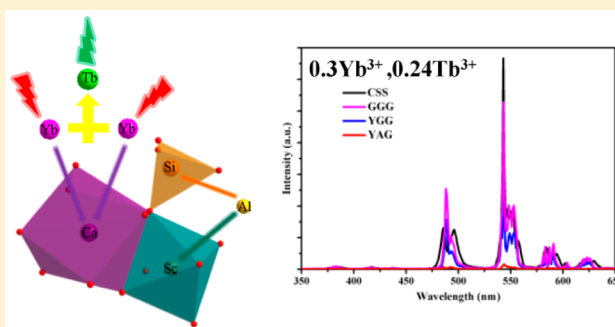 Tb
Yb
Yb
Si
Al
Ca
Sc
0.3Yb³⁺,0.24Tb³⁺
CSS
GGG
YGG
YAG
Intensity (a.u.)
350 400 450 500 550 600 650
Wavelength (nm)